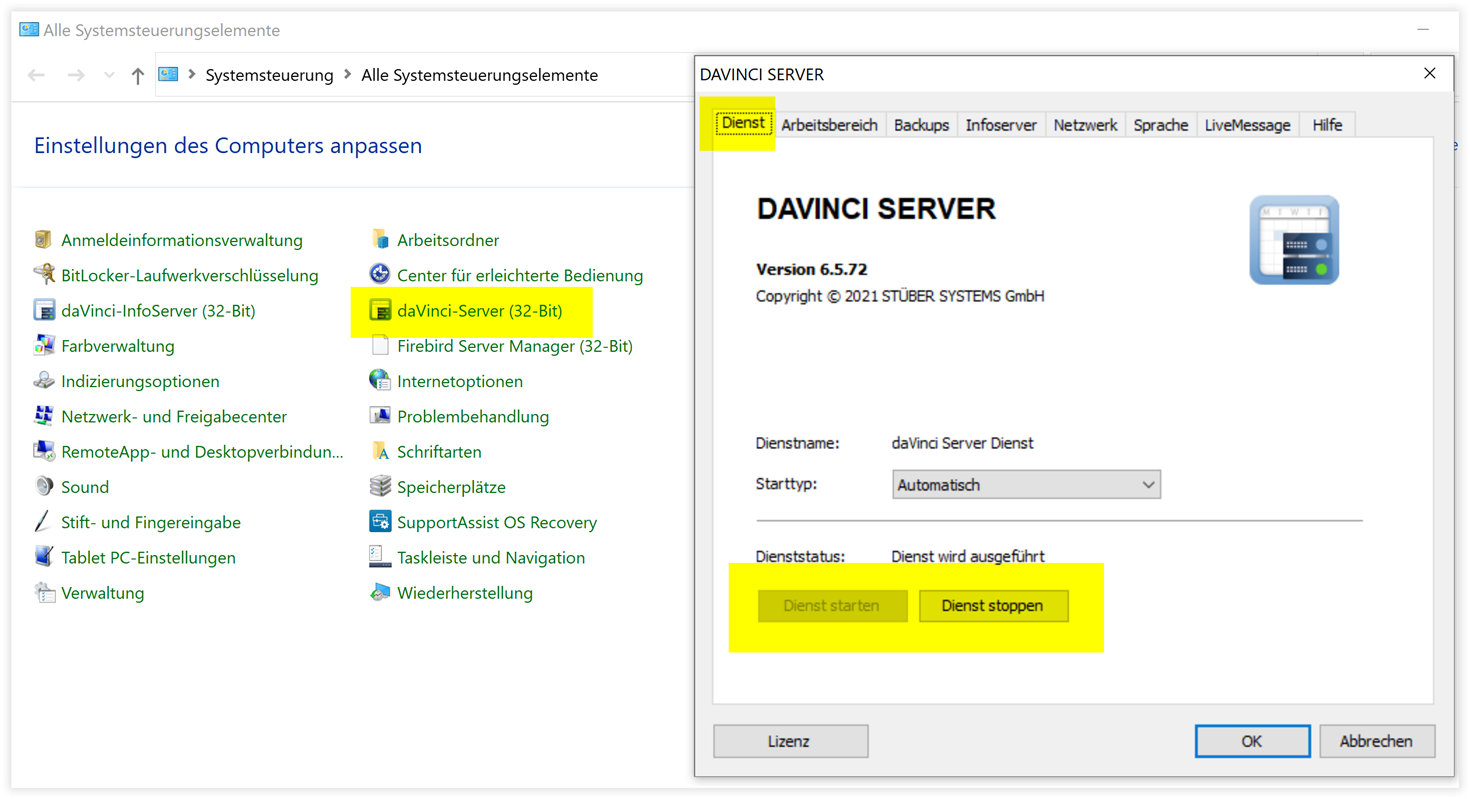 Alle Systemsteuerungselemente
Systemsteuerung
Alle Systemsteuerungselemente
Einstellungen des Computers anpassen
Anmeldeinformationsverwaltung
Arbeitsordner
BitLocker-Laufwerkverschlüsselung
Center für erleichterte Bedienung
daVinci-InfoServer (32-Bit)
daVinci-Server (32-Bit)
Farbverwaltung
Firebird Server Manager (32-Bit)
Indizierungsoptionen
Internetoptionen
Netzwerk- und Freigabecenter
Problembehandlung
RemoteApp- und Desktopverbindun...
Schriftarten
Sound
Speicherplätze
Stift- und Fingereingabe
SupportAssist OS Recovery
Tablet PC-Einstellungen
Taskleiste und Navigation
Verwaltung
Wiederherstellung
DAVINCI SERVER
Dienst Arbeitsbereich Backups Infoserver Netzwerk Sprache LiveMessage Hilfe
DAVINCI SERVER
M T W T F
Version 6.5.72
Copyright © 2021 STÜBER SYSTEMS GmbH
Dienstname: daVinci Server Dienst
Starttyp: Automatisch
Dienststatus: Dienst wird ausgeführt
Dienst starten Dienst stoppen
Lizenz OK Abbrechen